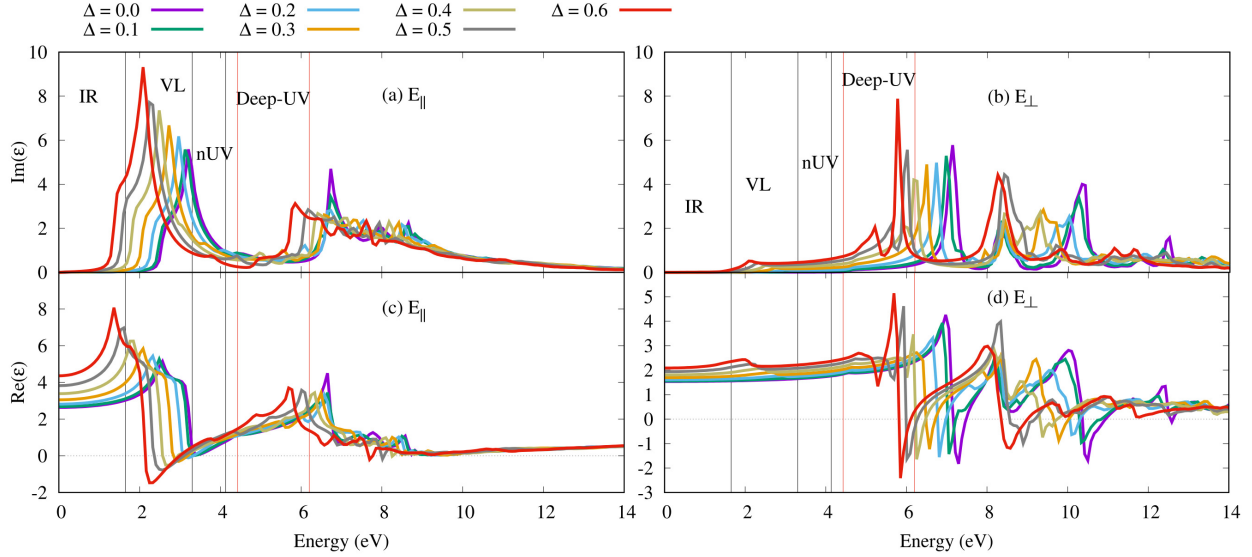 Δ = 0.0 Δ = 0.2 Δ = 0.4 Δ = 0.6
Δ = 0.1 Δ = 0.3 Δ = 0.5
10
8
6
4
2
0
Im(ε)
IR
VL
nUV
Deep-UV
(a) E∥
Deep-UV
(b) E⊥
nUV
VL
IR
10
8
6
4
2
0
8
6
4
2
0
-2
Re(ε)
(c) E∥
5
4
3
2
1
0
-1
-2
-3
(d) E⊥
0 2 4 6 8 10 12 14
0 2 4 6 8 10 12 14
Energy (eV)
Energy (eV)